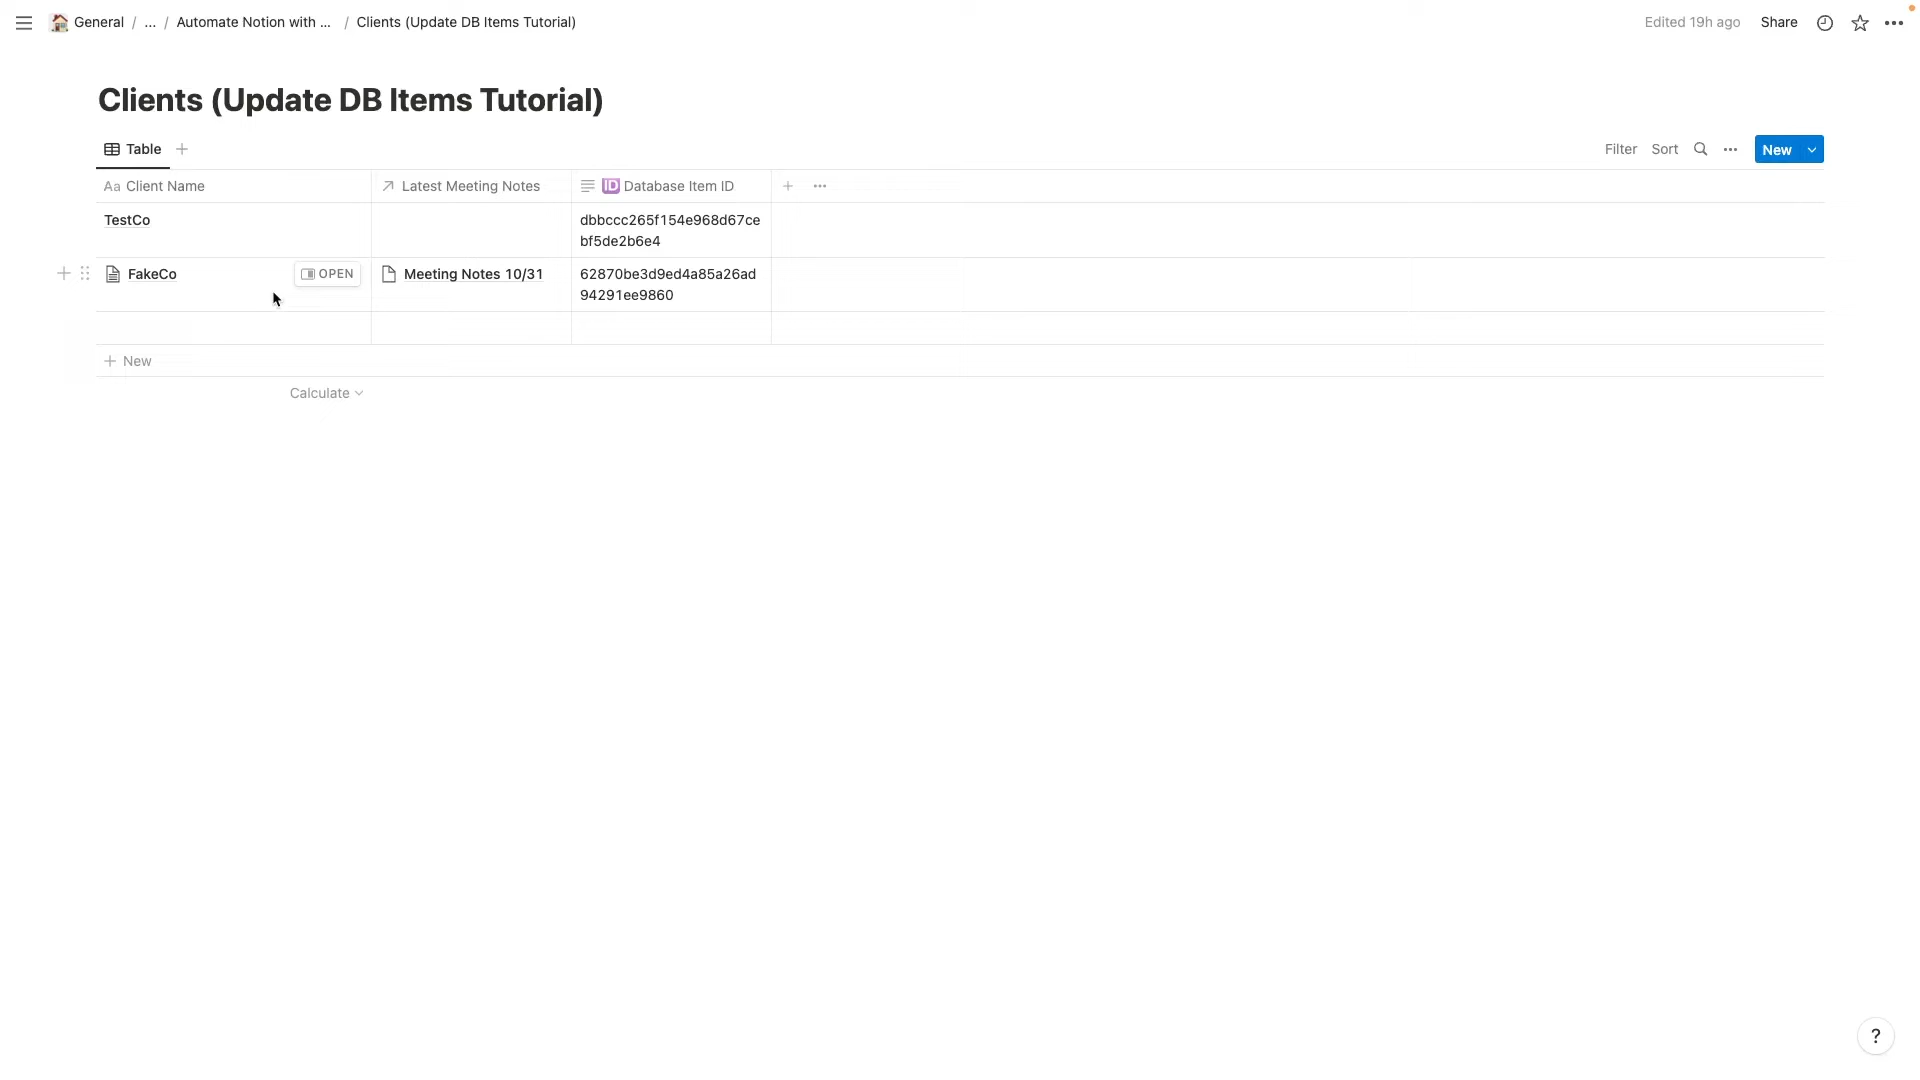 General / ... / Automate Notion with ... / Clients (Update DB Items Tutorial)
Edited 19h ago Share
Clients (Update DB Items Tutorial)
Table
Filter Sort New
Aa Client Name Latest Meeting Notes 🆔 Database Item ID
TestCo dbbccc265f154e968d67ce
bf5de2b6e4
FakeCo OPEN Meeting Notes 10/31 62870be3d9ed4a85a26ad
94291ee9860
+ New
Calculate
?